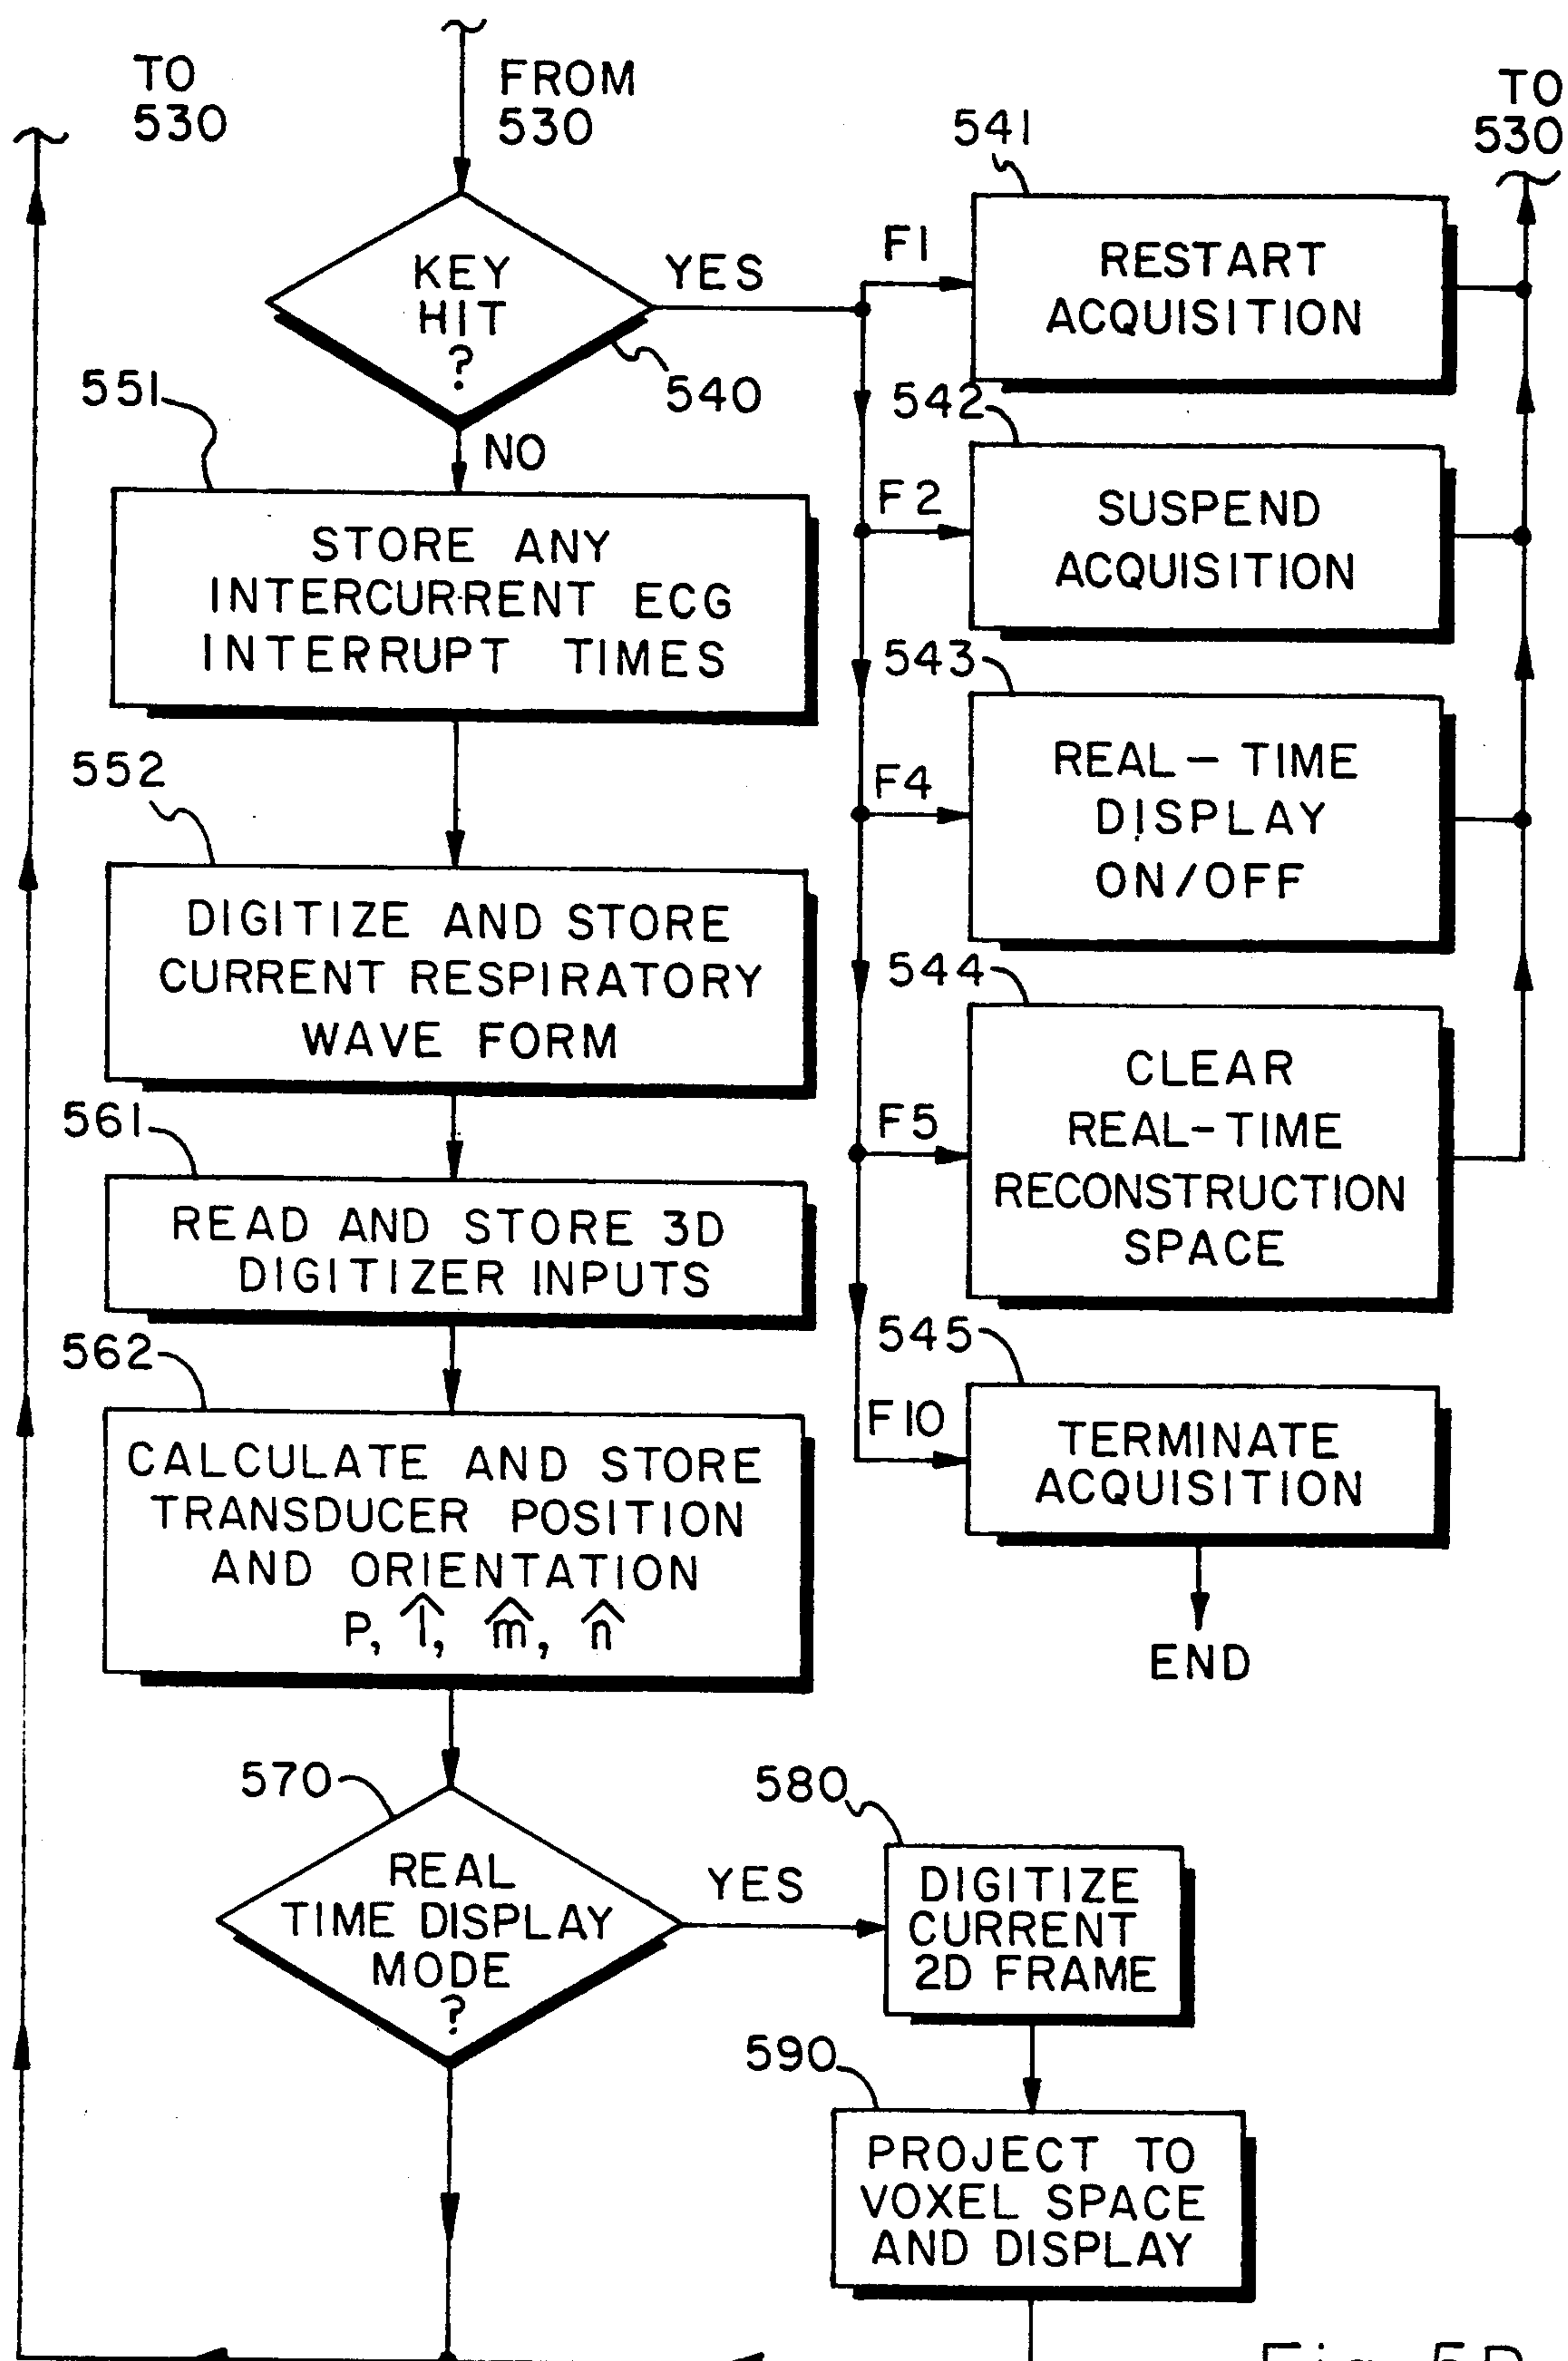 TO
530
FROM
530
TO
530
KEY
HIT
?
540
YES
NO
541
F1
RESTART
ACQUISITION
542
F2
SUSPEND
ACQUISITION
543
F4
REAL-TIME
DISPLAY
ON/OFF
544
F5
CLEAR
REAL-TIME
RECONSTRUCTION
SPACE
545
F10
TERMINATE
ACQUISITION
END
551
STORE ANY
INTERCURRENT ECG
INTERRUPT TIMES
552
DIGITIZE AND STORE
CURRENT RESPIRATORY
WAVE FORM
561
READ AND STORE 3D
DIGITIZER INPUTS
562
CALCULATE AND STORE
TRANSDUCER POSITION
AND ORIENTATION
P, l̂, m̂, n̂
570
REAL
TIME DISPLAY
MODE
?
YES
580
DIGITIZE
CURRENT
2D FRAME
590
PROJECT TO
VOXEL SPACE
AND DISPLAY